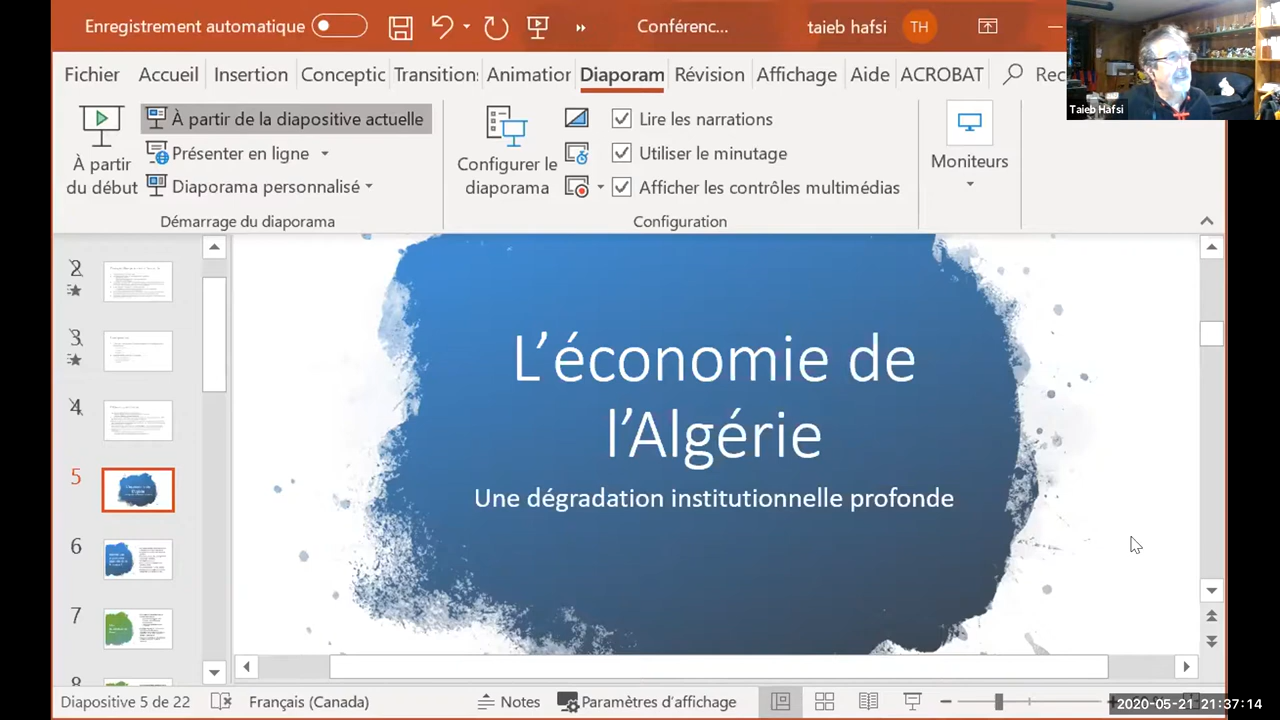 Enregistrement automatique
Conférenc...
taieb hafsi
TH
Fichier Accueil Insertion Conceptic Transition: Animatior Diaporam Révision Affichage Aide ACROBAT Rec
Taieb Hafsi
À partir du début
À partir de la diapositive actuelle
Présenter en ligne
Diaporama personnalisé
Démarrage du diaporama
Configurer le diaporama
Lire les narrations
Utiliser le minutage
Afficher les contrôles multimédias
Configuration
Moniteurs
2
3
4
5
6
7
8
L'économie de
l'Algérie
Une dégradation institutionnelle profonde
Diapositive 5 de 22
Français (Canada)
Notes
Paramètres d'affichage
2020-05-21 21:37:14